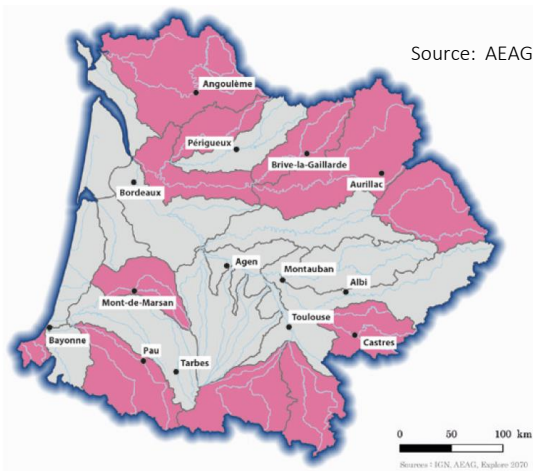 Source: AEAG
Angoulême
Périgueux
Brive-la-Gaillarde
Aurillac
Bordeaux
Agen
Montauban
Albi
Mont-de-Marsan
Toulouse
Bayonne
Castres
Pau
Tarbes
0 50 100 km
Sources : IGN, AEAG, Explore 2070